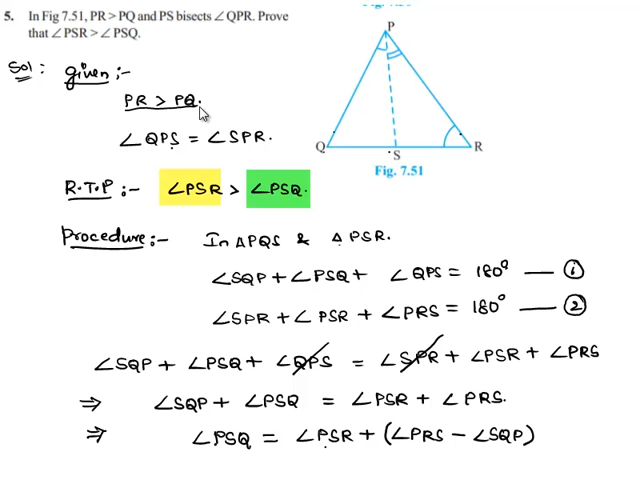 5. In Fig 7.51, PR > PQ and PS bisects ∠ QPR. Prove
that ∠ PSR > ∠ PSQ.
Sol :
Given :-
PR > PQ.
∠QPS = ∠SPR.
R.T.P :- ∠PSR > ∠PSQ.
P
Q
S
R
Fig. 7.51
Procedure :- In ΔPQS & ΔPSR.
∠SQP + ∠PSQ + ∠QPS = 180° — ①
∠SPR + ∠PSR + ∠PRS = 180° — ②
∠SQP + ∠PSQ + ∠QPS = ∠SPR + ∠PSR + ∠PRS
⇒ ∠SQP + ∠PSQ = ∠PSR + ∠PRS.
⇒ ∠PSQ = ∠PSR + (∠PRS − ∠SQP)